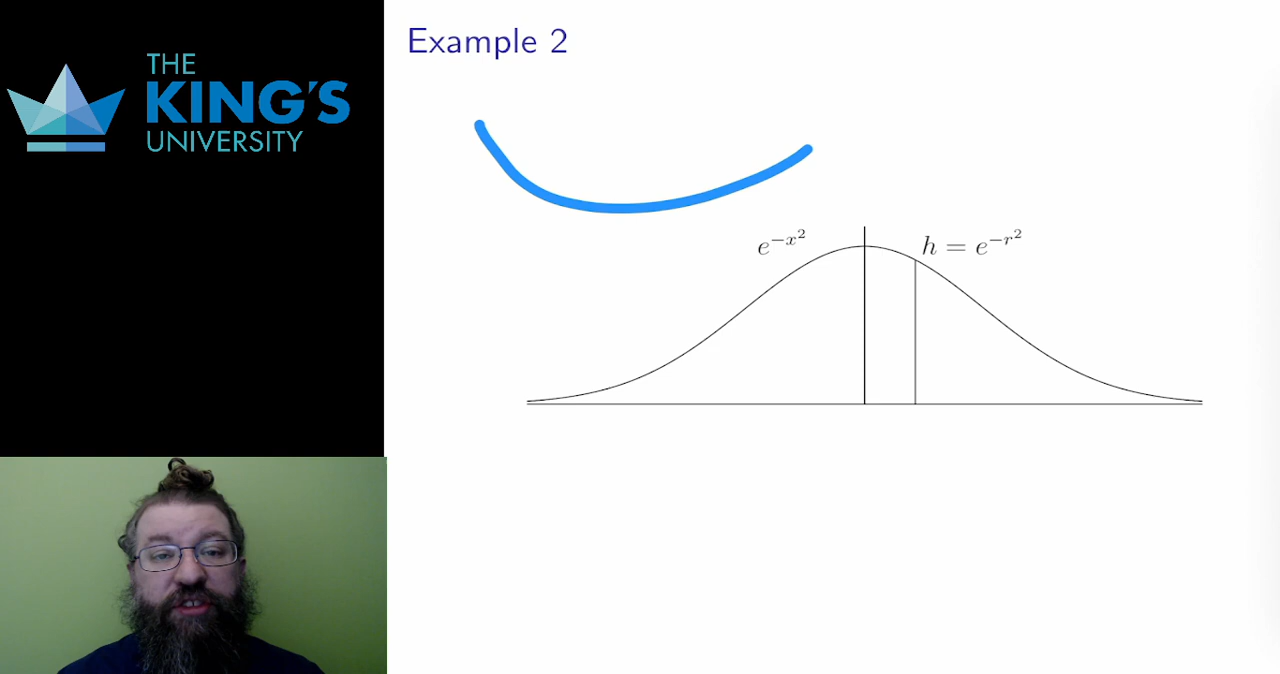 THE
KING'S
UNIVERSITY
Example 2
e^{-x^2}
h = e^{-r^2}